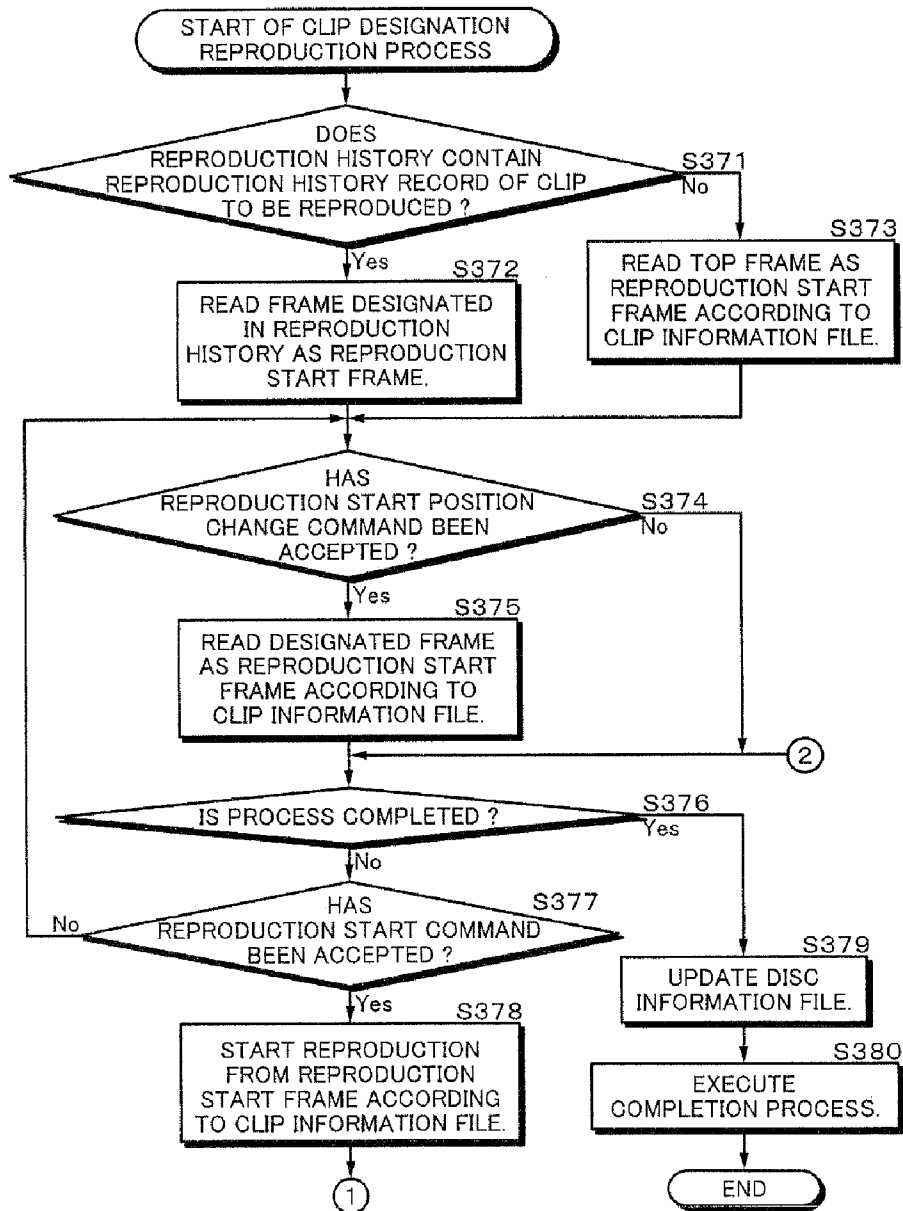 START OF CLIP DESIGNATION
REPRODUCTION PROCESS
DOES
REPRODUCTION HISTORY CONTAIN
REPRODUCTION HISTORY RECORD OF CLIP
TO BE REPRODUCED ?
S371
No
Yes
S372
READ FRAME DESIGNATED
IN REPRODUCTION
HISTORY AS REPRODUCTION
START FRAME.
S373
READ TOP FRAME AS
REPRODUCTION START
FRAME ACCORDING TO
CLIP INFORMATION FILE.
HAS
REPRODUCTION START POSITION
CHANGE COMMAND BEEN
ACCEPTED ?
S374
No
Yes
S375
READ DESIGNATED FRAME
AS REPRODUCTION START
FRAME ACCORDING TO
CLIP INFORMATION FILE.
2
IS PROCESS COMPLETED ?
S376
Yes
No
HAS
REPRODUCTION START COMMAND
BEEN ACCEPTED ?
S377
No
Yes
S378
START REPRODUCTION
FROM REPRODUCTION
START FRAME ACCORDING
TO CLIP INFORMATION FILE.
1
S379
UPDATE DISC
INFORMATION FILE.
S380
EXECUTE
COMPLETION PROCESS.
END